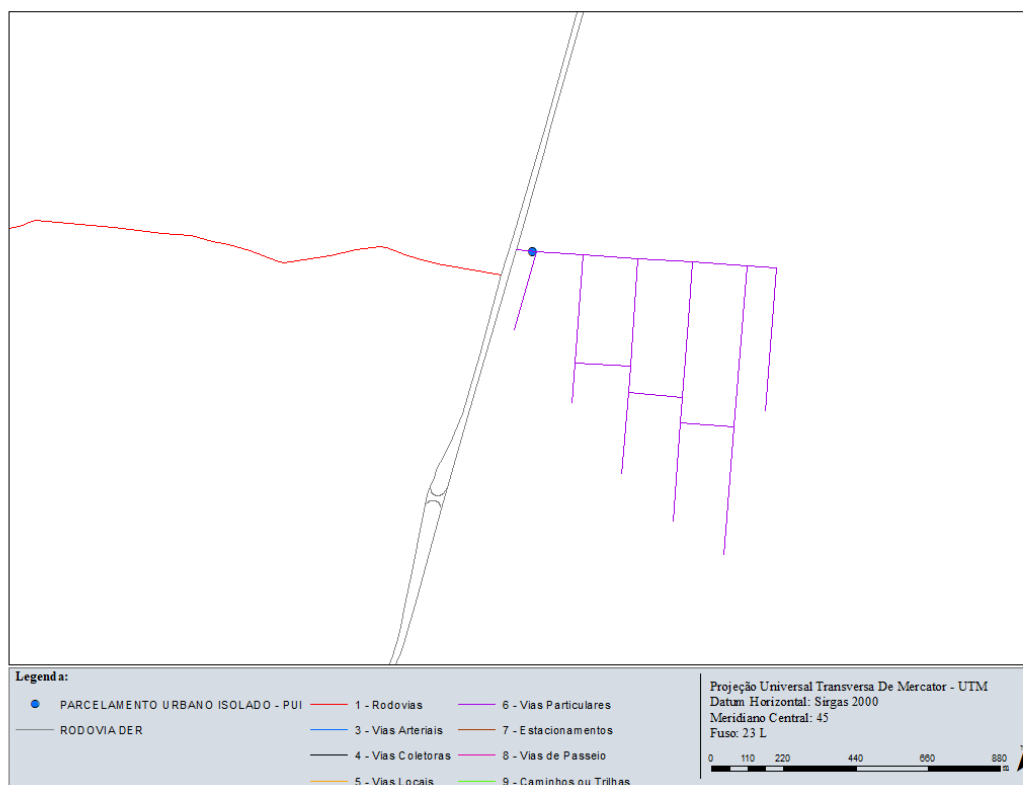 Legenda:
PARCELAMENTO URBANO ISOLADO - PUI
RODOVIA DER
1 - Rodovias
3 - Vias Arteriais
4 - Vias Coletoras
5 - Vias Locais
6 - Vias Particulares
7 - Estacionamentos
8 - Vias de Passeio
9 - Caminhos ou Trilhas
Projeção Universal Transversa De Mercator - UTM
Datum Horizontal: Sirgas 2000
Meridiano Central: 45
Fuso: 23 L
0 110 220 440 660 880